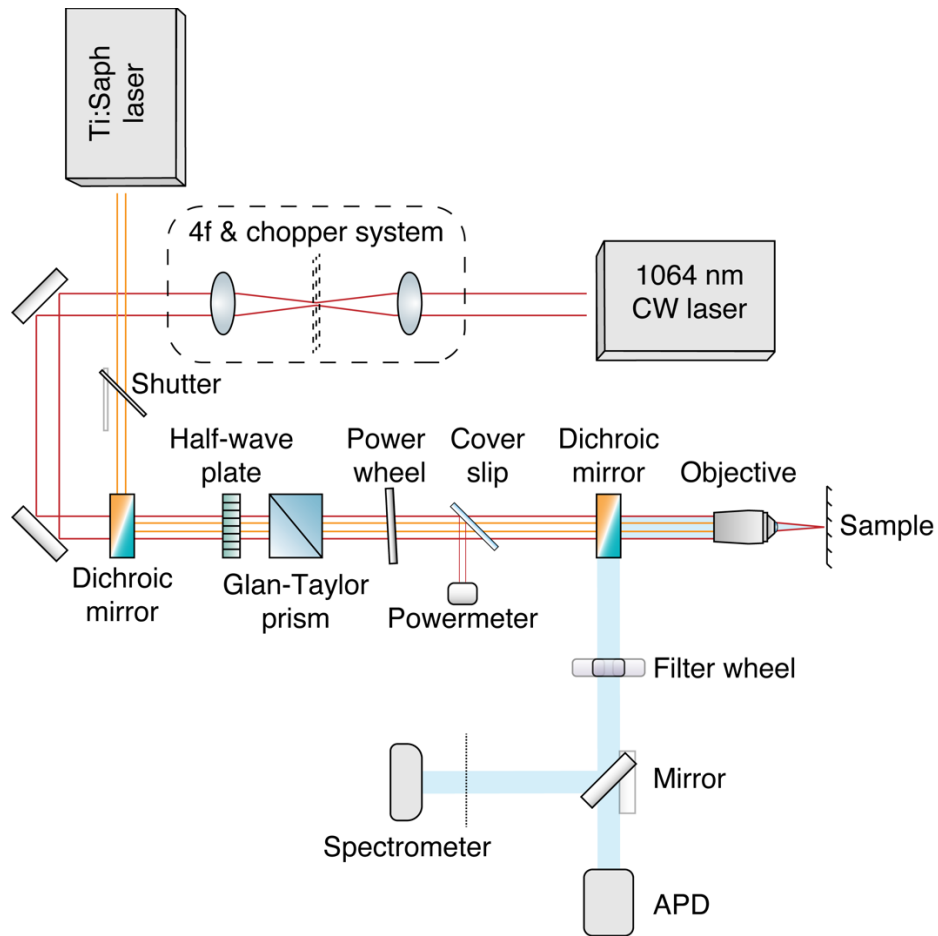 Ti:Saph
laser
4f & chopper system
1064 nm
CW laser
Shutter
Half-wave
plate
Power
wheel
Cover
slip
Dichroic
mirror
Objective
Sample
Dichroic
mirror
Glan-Taylor
prism
Powermeter
Filter wheel
Mirror
Spectrometer
APD